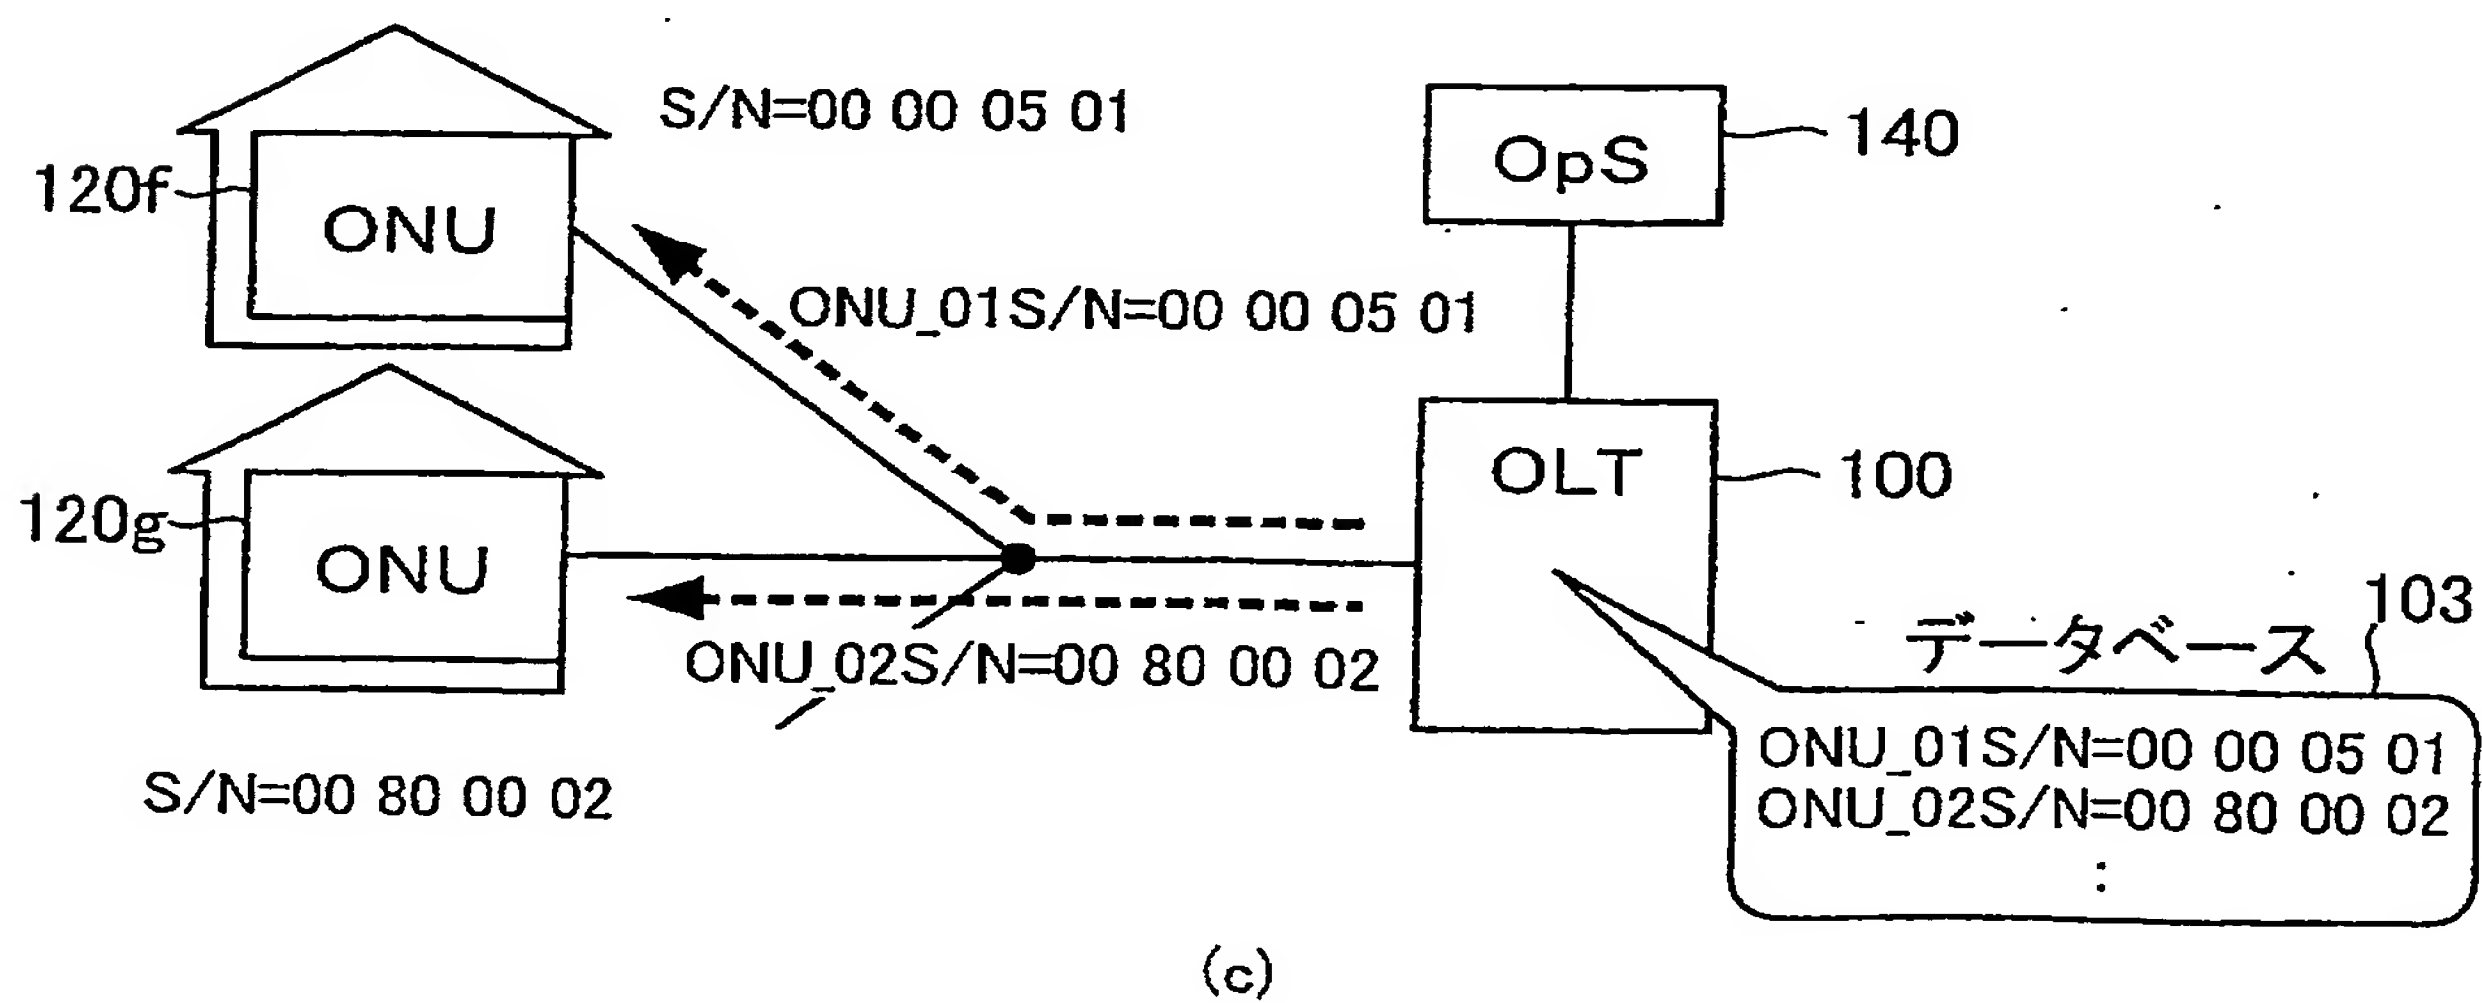 S/N=00 00 05 01
OpS
140
120f
ONU
ONU_01S/N=00 00 05 01
OLT
100
120g
ONU
103
データベース
ONU_02S/N=00 80 00 02
ONU_01S/N=00 00 05 01
S/N=00 80 00 02
ONU_02S/N=00 80 00 02
:
(c)